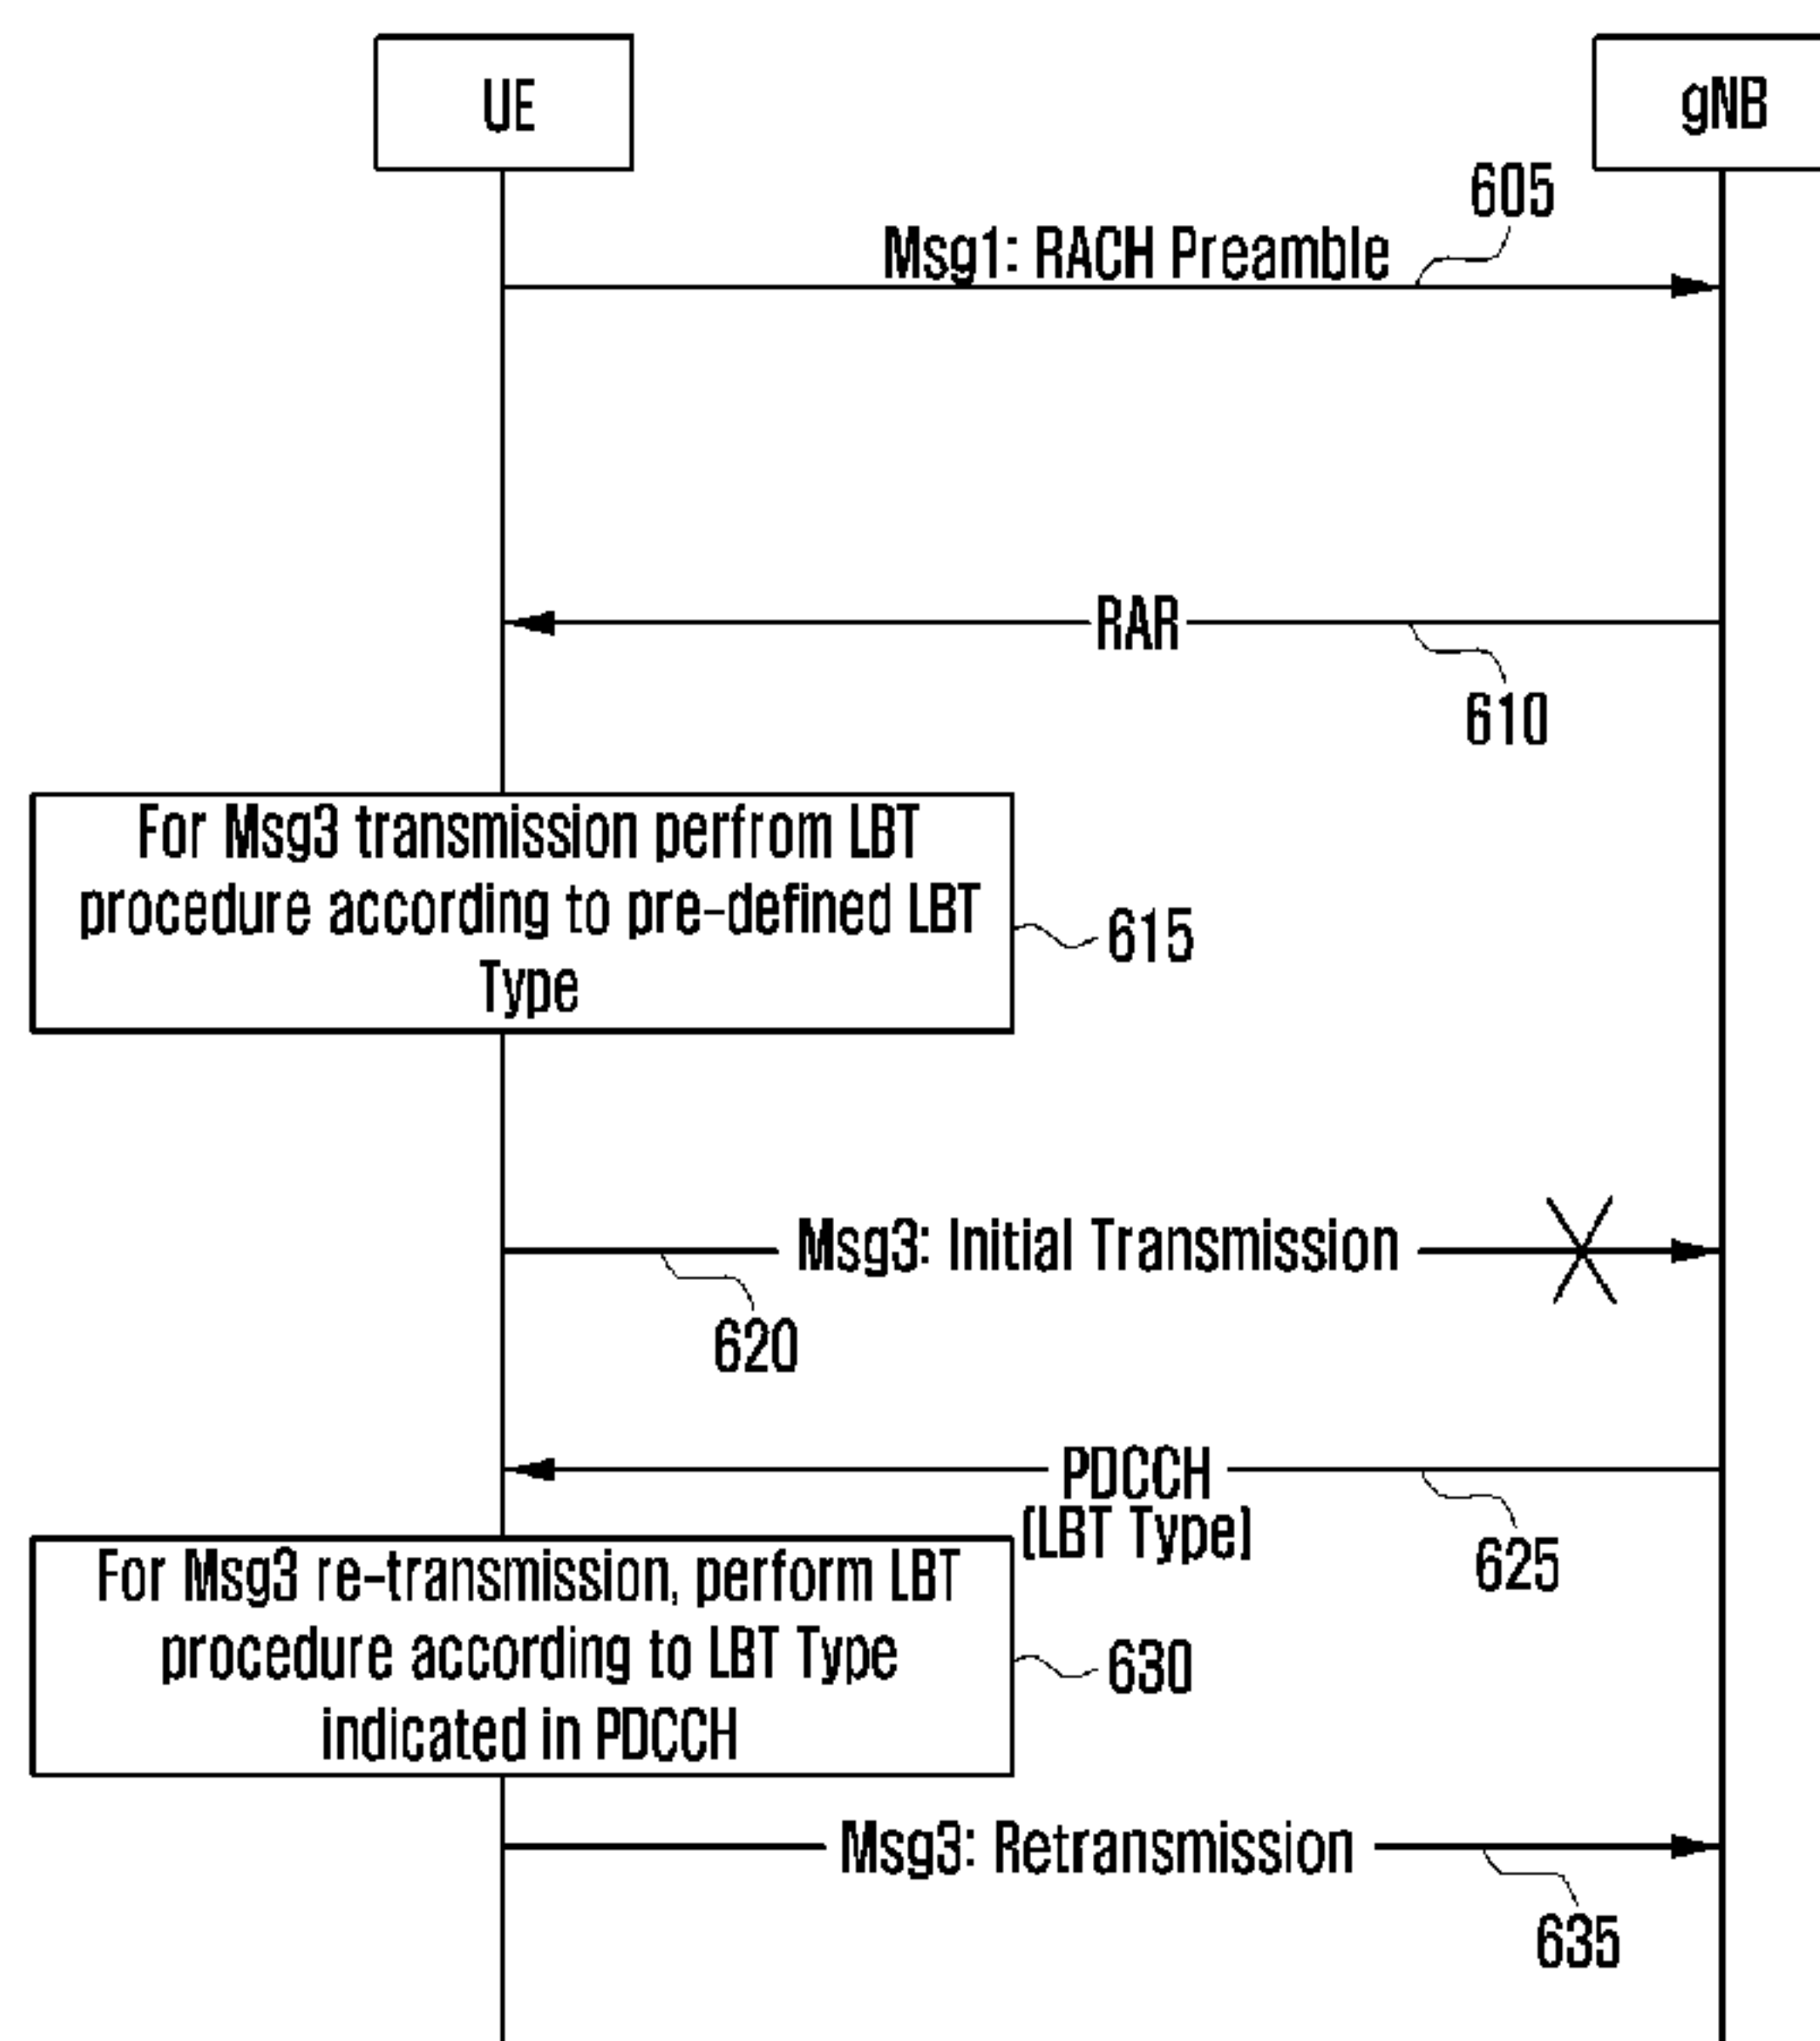 UE
gNB
605
Msg1: RACH Preamble
RAR
610
For Msg3 transmission perfrom LBT
procedure according to pre-defined LBT
Type
615
Msg3: Initial Transmission
620
PDCCH
(LBT Type)
625
For Msg3 re-transmission, perform LBT
procedure according to LBT Type
indicated in PDCCH
630
Msg3: Retransmission
635